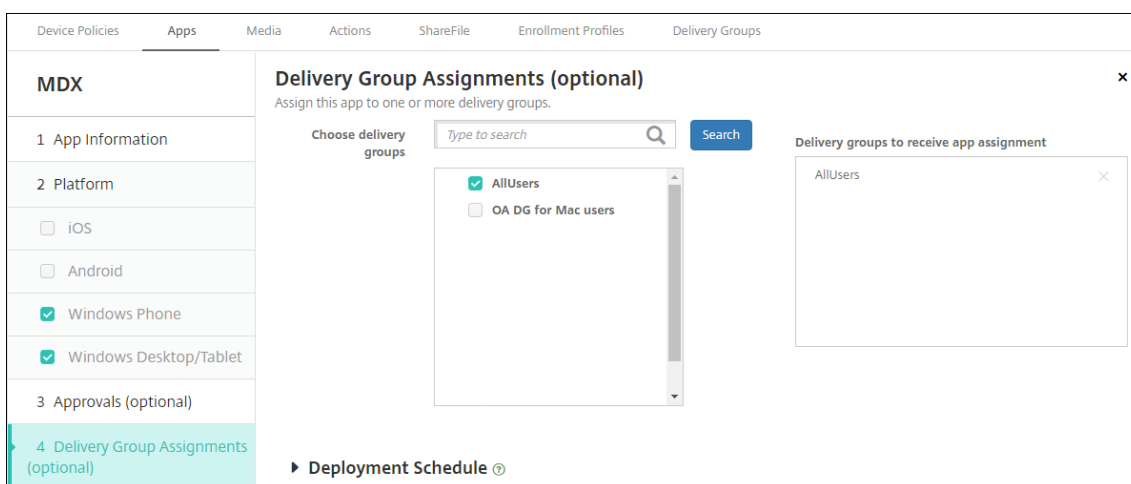 Device Policies Apps Media Actions ShareFile Enrollment Profiles Delivery Groups
MDX
1 App Information
2 Platform
iOS
Android
Windows Phone
Windows Desktop/Tablet
3 Approvals (optional)
4 Delivery Group Assignments
(optional)
Delivery Group Assignments (optional)
Assign this app to one or more delivery groups.
Choose delivery
groups
Type to search
Search
AllUsers
OA DG for Mac users
Delivery groups to receive app assignment
AllUsers
Deployment Schedule